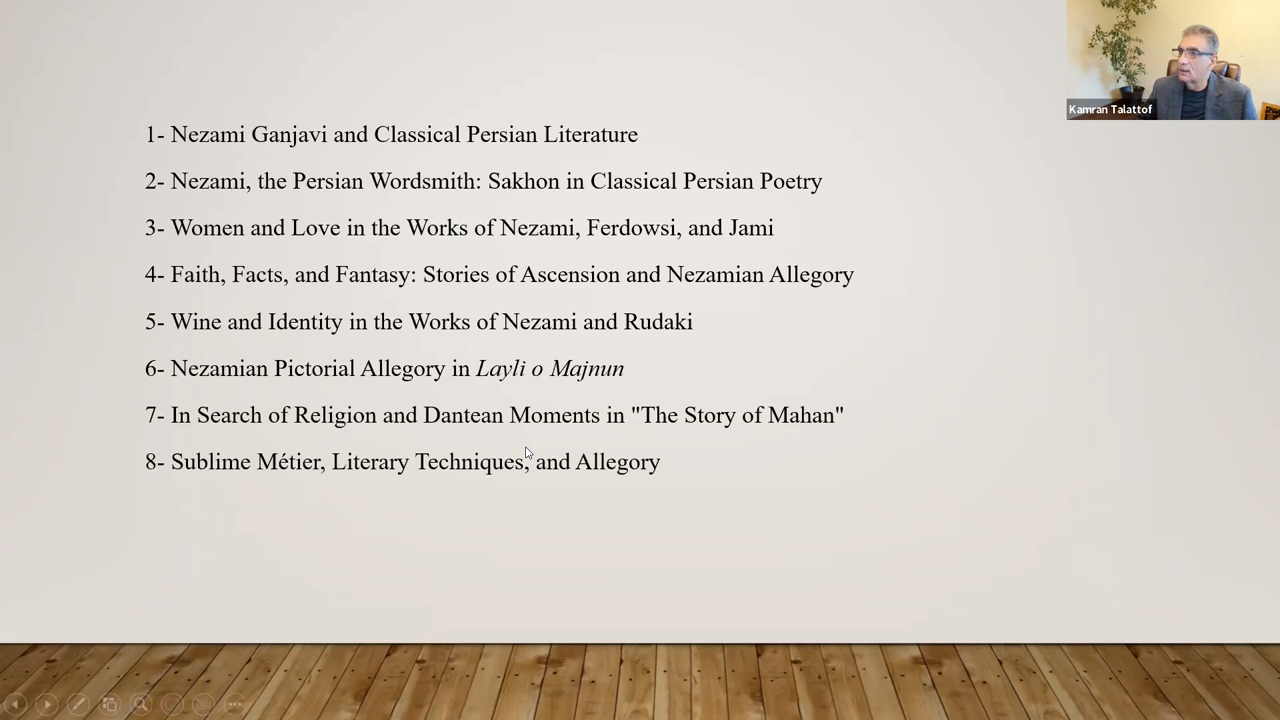 Kamran Talattof
1- Nezami Ganjavi and Classical Persian Literature
2- Nezami, the Persian Wordsmith: Sakhon in Classical Persian Poetry
3- Women and Love in the Works of Nezami, Ferdowsi, and Jami
4- Faith, Facts, and Fantasy: Stories of Ascension and Nezamian Allegory
5- Wine and Identity in the Works of Nezami and Rudaki
6- Nezamian Pictorial Allegory in Layli o Majnun
7- In Search of Religion and Dantean Moments in "The Story of Mahan"
8- Sublime Métier, Literary Techniques, and Allegory